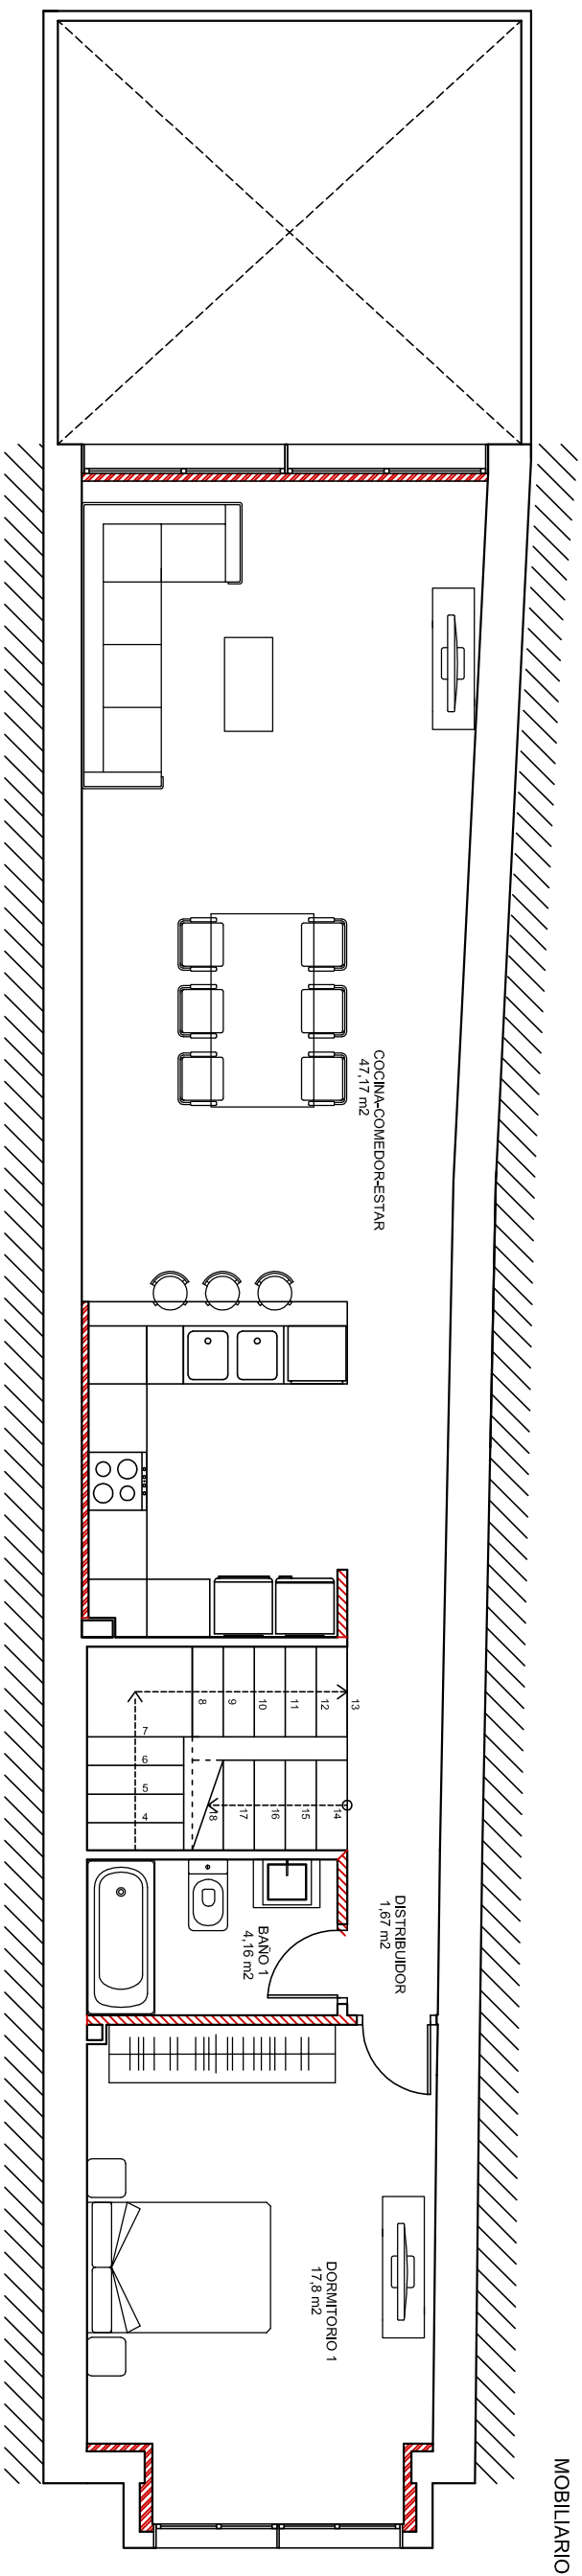 COCINA-COMEDOR-ESTAR
47,17 m2
8
9
10
11
12
13
7
6
5
4
18
17
16
15
14
DISTRIBUIDOR
1,67 m2
BAÑO 1
4,16 m2
DORMITORIO 1
17,8 m2
MOBILIARIO